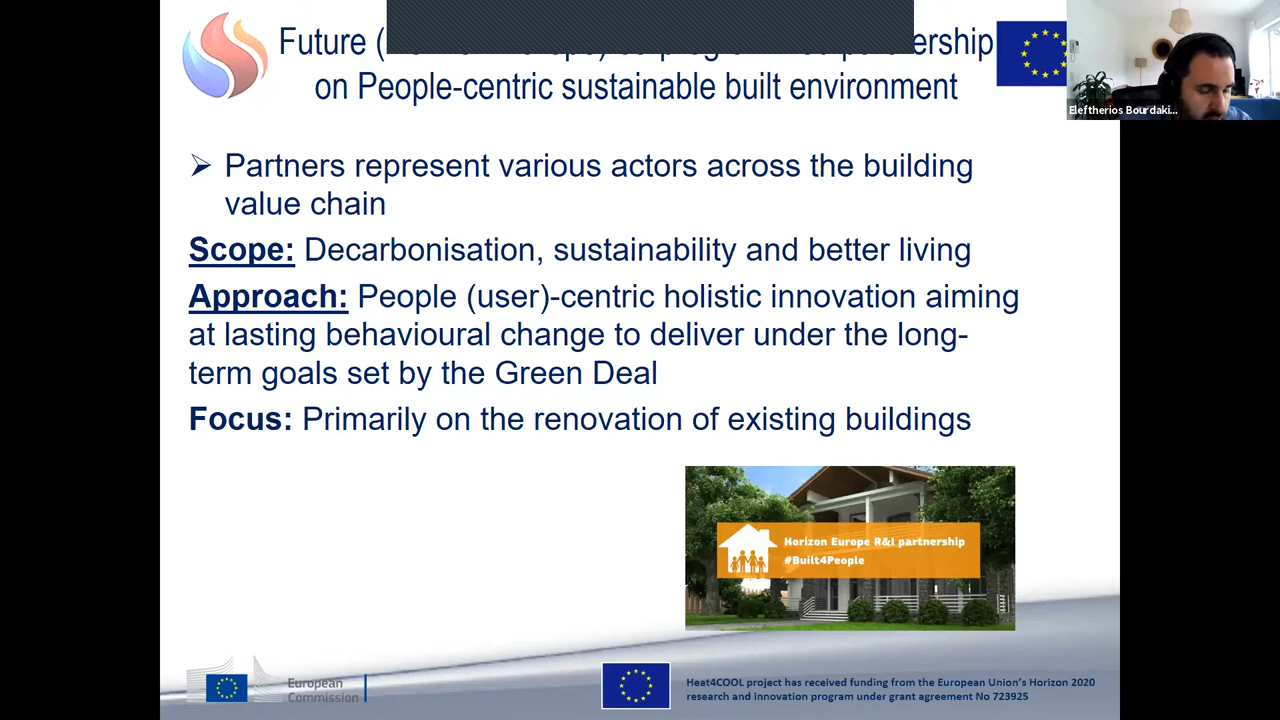 Future (
ership
on People-centric sustainable built environment
Eleftherios Bourdaki...
➢ Partners represent various actors across the building
value chain
Scope: Decarbonisation, sustainability and better living
Approach: People (user)-centric holistic innovation aiming
at lasting behavioural change to deliver under the long-
term goals set by the Green Deal
Focus: Primarily on the renovation of existing buildings
Horizon Europe R&I partnership
#Built4People
European
Commission
Heat4COOL project has received funding from the European Union's Horizon 2020
research and innovation program under grant agreement No 723925